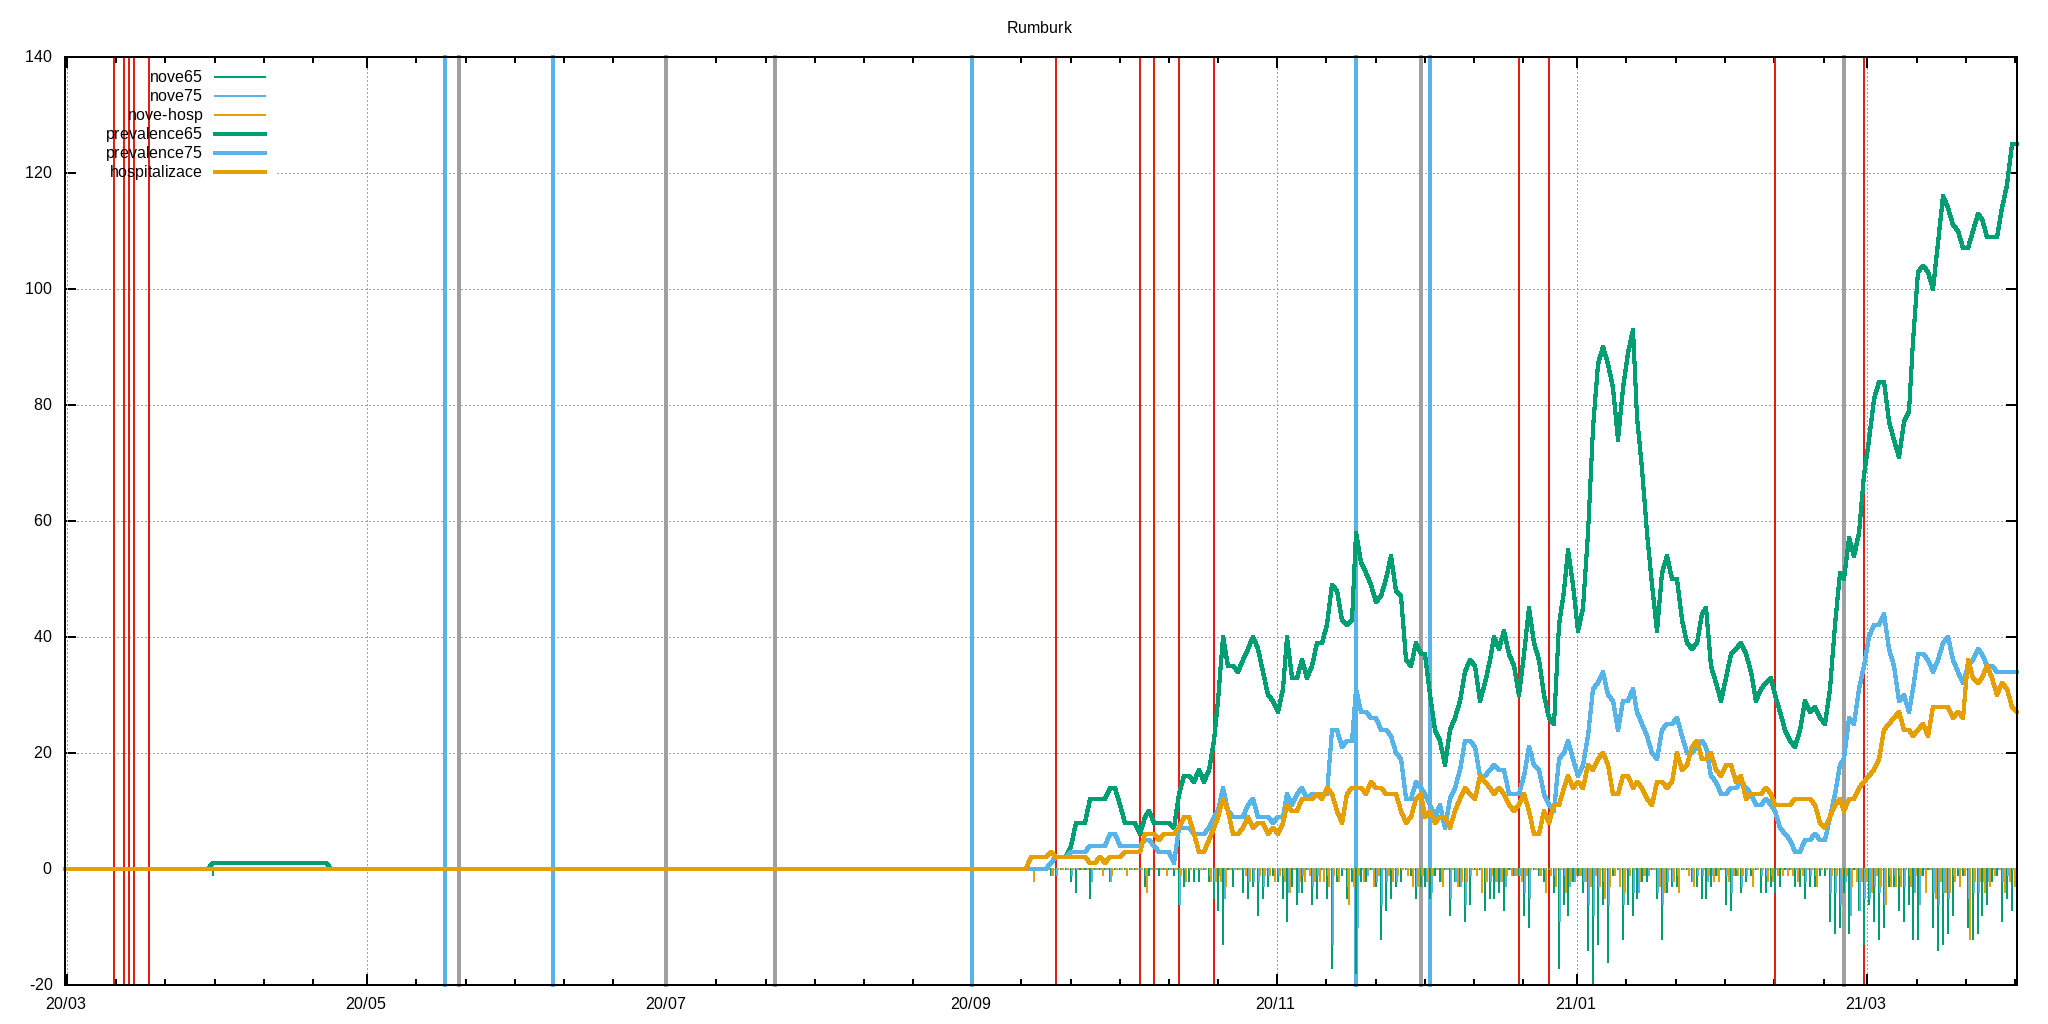 Rumburk
140
120
100
80
60
40
20
0
-20
nove65
nove75
nove-hosp
prevalence65
prevalence75
hospitalizace
20/03 20/05 20/07 20/09 20/11 21/01 21/03